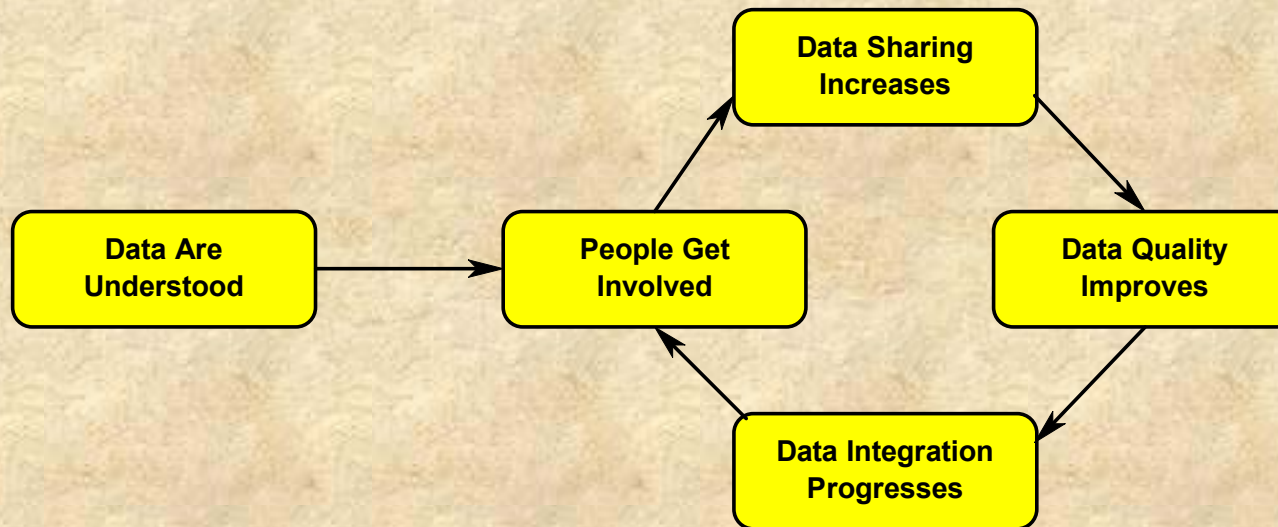 Data Sharing
Increases
Data Are
Understood
People Get
Involved
Data Quality
Improves
Data Integration
Progresses